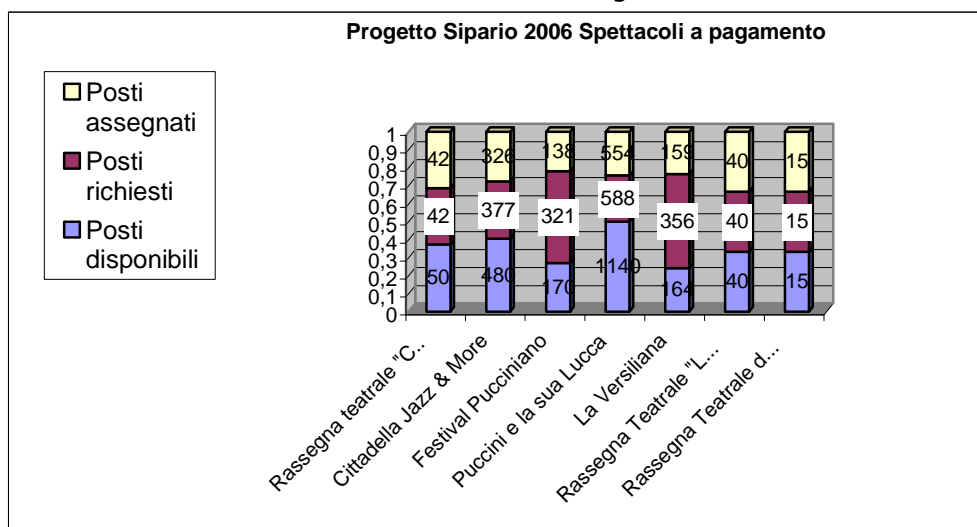 Progetto Sipario 2006 Spettacoli a pagamento
Posti
assegnati
Posti
richiesti
Posti
disponibili
1
0,9
0,8
0,7
0,6
0,5
0,4
0,3
0,2
0,1
0
42 326 138 554 159 40 15
42 377 321 588 356 40 15
50 480 170 1140 164 40 15
Rassegna teatrale "C...
Cittadella Jazz & More
Festival Pucciniano
Puccini e la sua Lucca
La Versiliana
Rassegna Teatrale "L...
Rassegna Teatrale d...